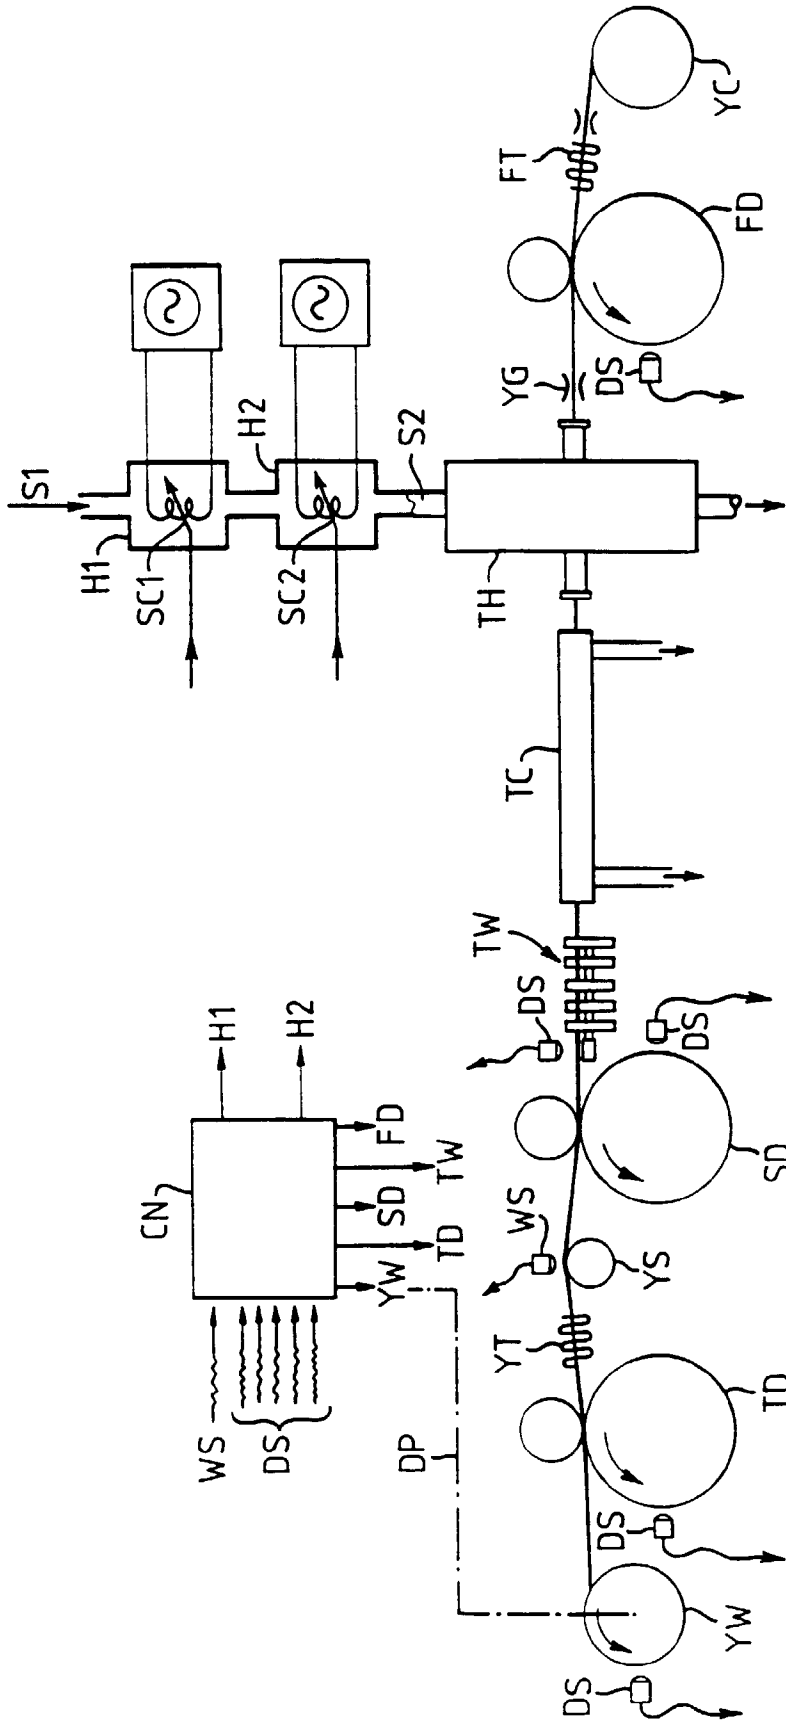 S1
H1
SC1
H2
SC2
S2
TH
YG
DS
FD
FT
YC
TC
TW
DS
DS
SD
WS
YS
YT
TD
DS
YW
DS
DP
CN
H1
H2
FD
TW
SD
TD
YW
WS
DS